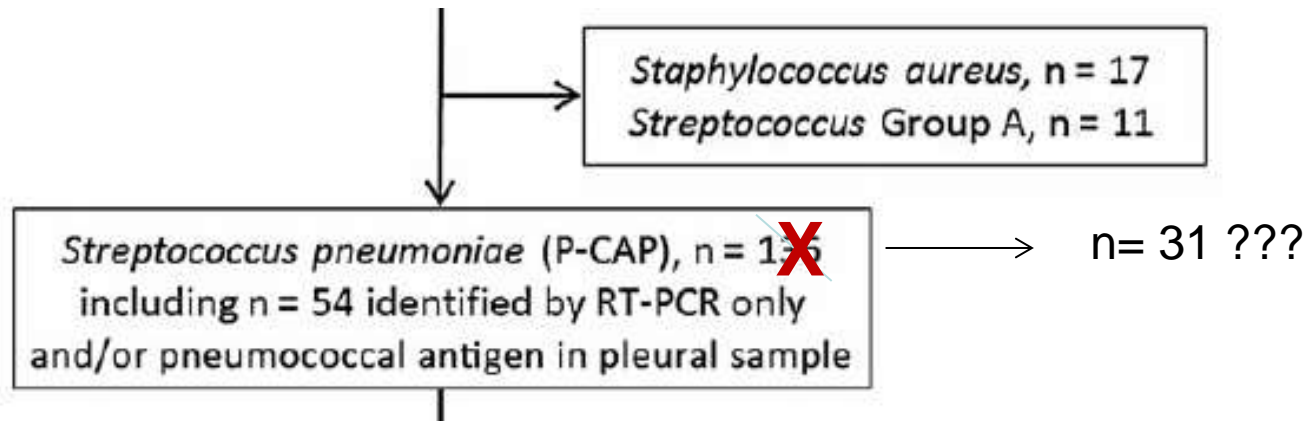 Staphylococcus aureus, n = 17
Streptococcus Group A, n = 11
Streptococcus pneumoniae (P-CAP), n = X
n= 31 ???
including n = 54 identified by RT-PCR only
and/or pneumococcal antigen in pleural sample